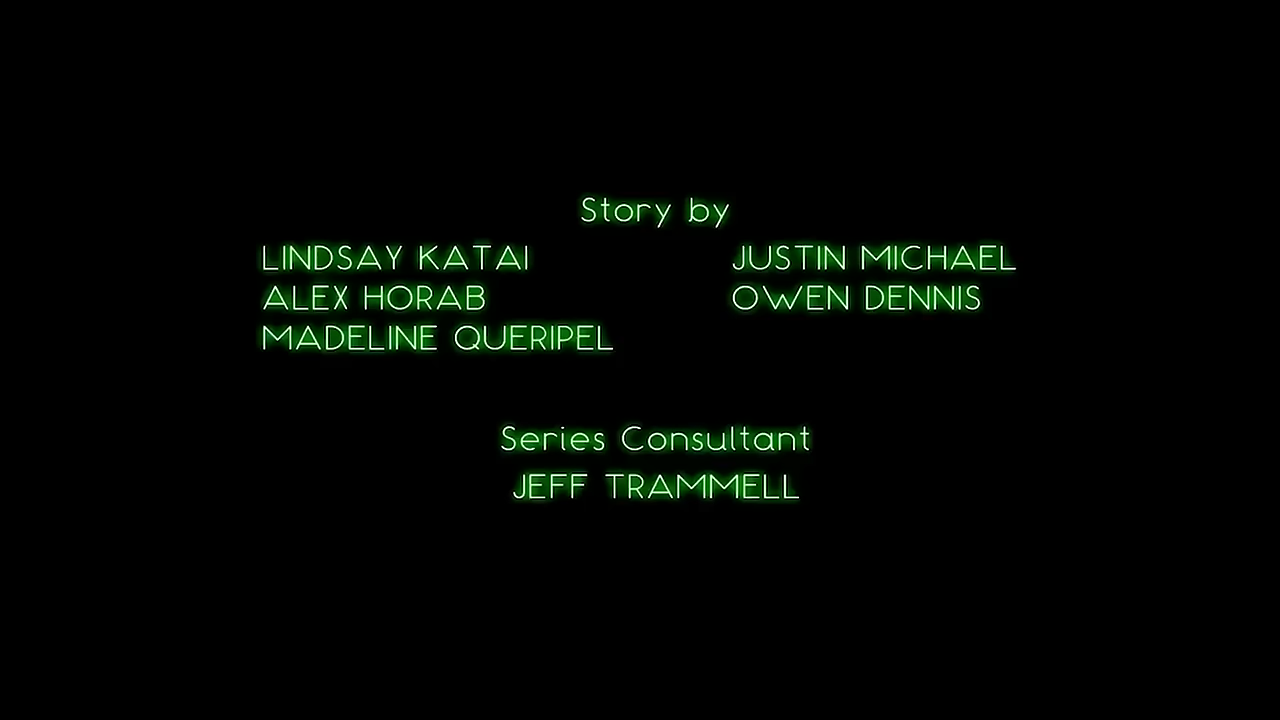 Story by
LINDSAY KATAI
ALEX HORAB
MADELINE QUERIPEL
JUSTIN MICHAEL
OWEN DENNIS
Series Consultant
JEFF TRAMMELL